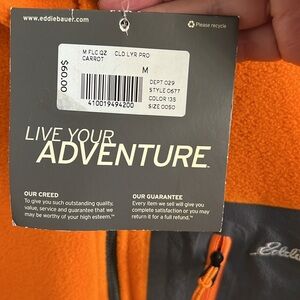 www.eddiebauer.com
Please recycle
M FLC QZ CLD LYR PRO
CARROT
M
$60.00
DEPT 029
STYLE 0677
COLOR 135
SIZE 0050
410019494200
LIVE YOUR
ADVENTURE
OUR CREED
To give you such outstanding quality,
value, service and guarantee that we
may be worthy of your high esteem.™
OUR GUARANTEE
Every item we sell will give you
complete satisfaction or you may
return it for a full refund.™
Eddie